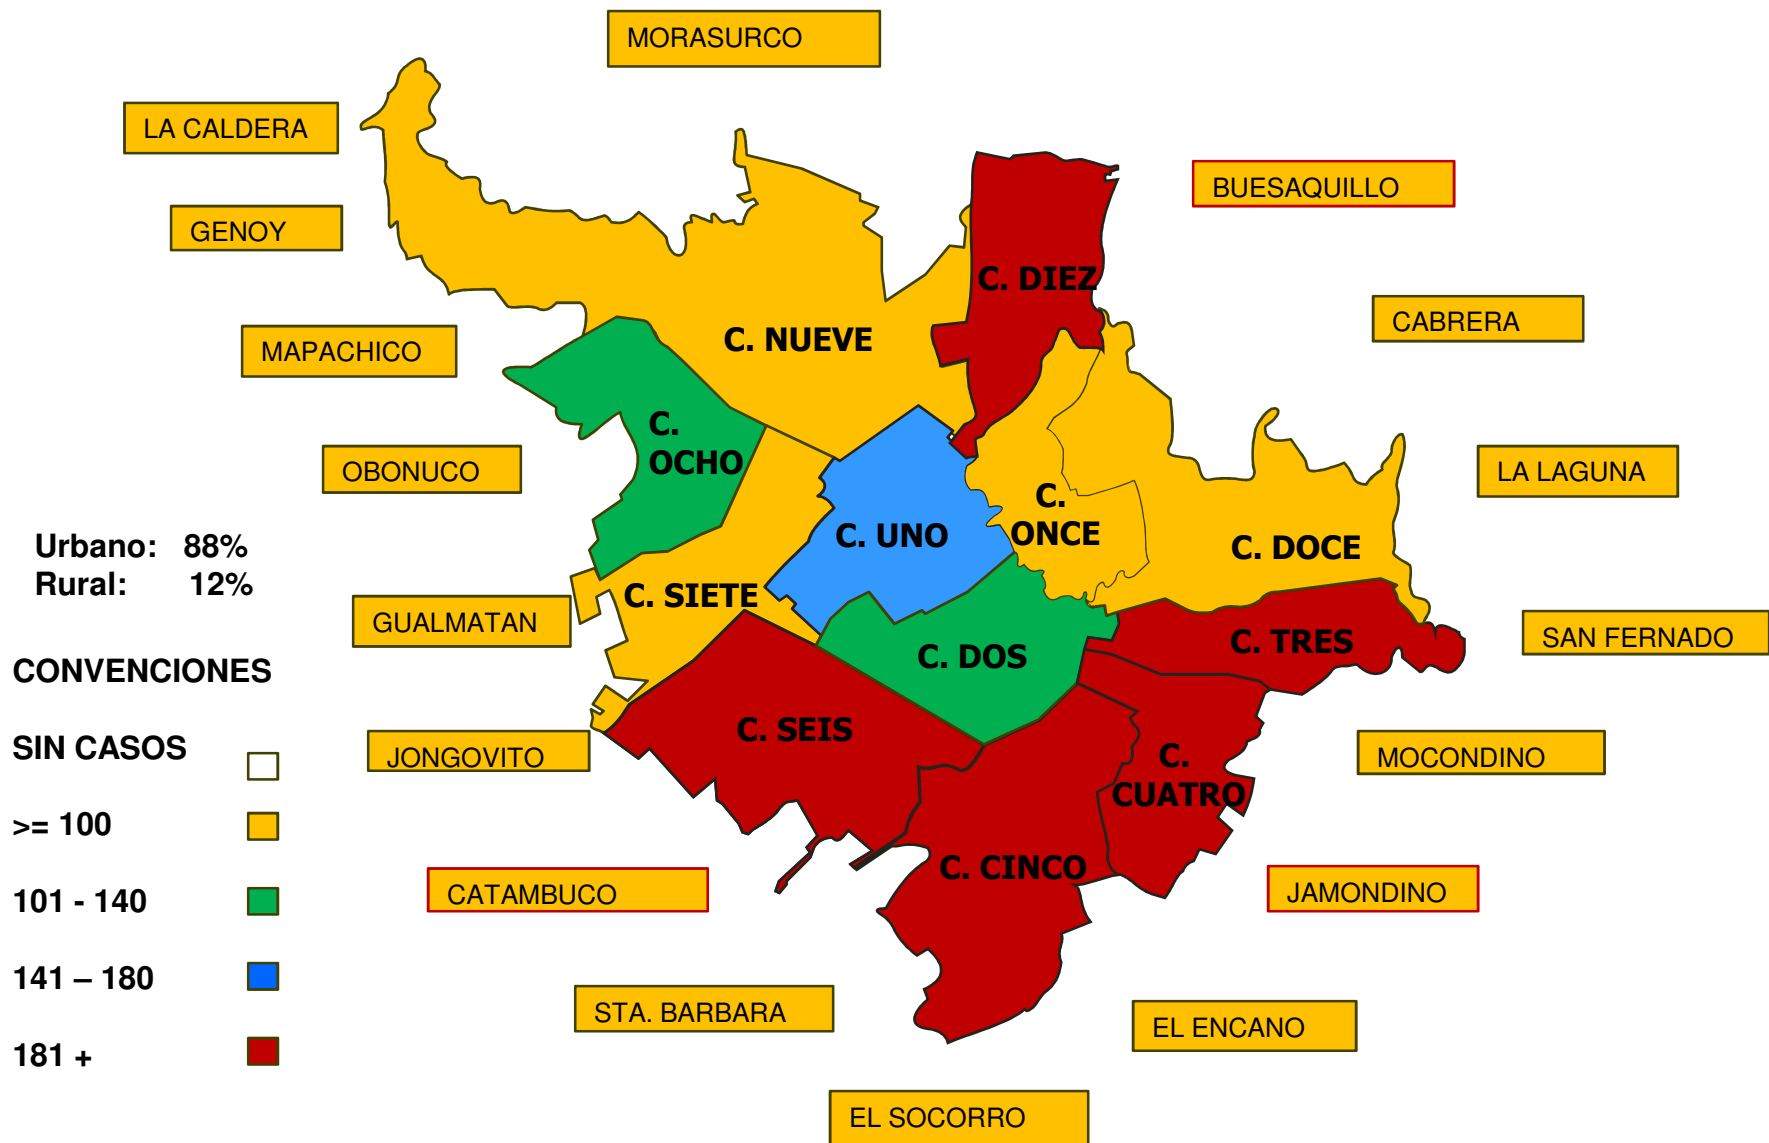 MORASURCO
LA CALDERA
BUESAQUILLO
GENOY
C. DIEZ
CABRERA
C. NUEVE
MAPACHICO
C.
OCHO
OBONUCO
LA LAGUNA
C.
ONCE
C. UNO
C. DOCE
Urbano: 88%
Rural: 12%
C. SIETE
GUALMATAN
SAN FERNADO
C. TRES
C. DOS
CONVENCIONES
C. SEIS
SIN CASOS
JONGOVITO
MOCONDINO
C.
CUATRO
>= 100
C. CINCO
CATAMBUCO
JAMONDINO
101 - 140
141 – 180
STA. BARBARA
EL ENCANO
181 +
EL SOCORRO